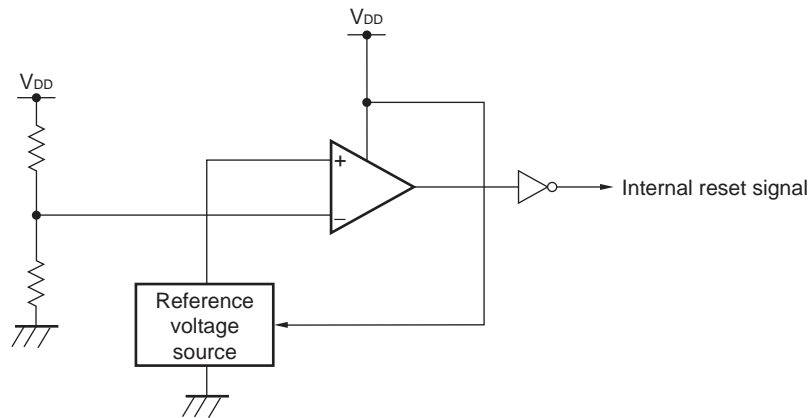 VDD
VDD
+
−
Internal reset signal
Reference
voltage
source